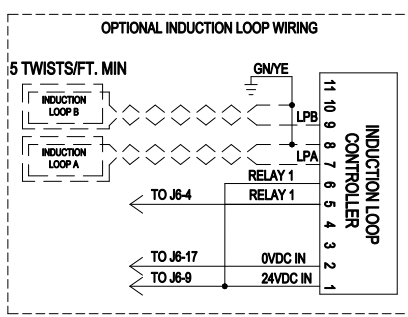 OPTIONAL INDUCTION LOOP WIRING
5 TWISTS/FT. MIN
GN/YE
INDUCTION
LOOP B
LPB
INDUCTION
LOOP A
LPA
RELAY 1
TO J6-4
RELAY 1
TO J6-17
0VDC IN
TO J6-9
24VDC IN
11
10
9
8
7
6
5
4
3
2
1
INDUCTION LOOP
CONTROLLER